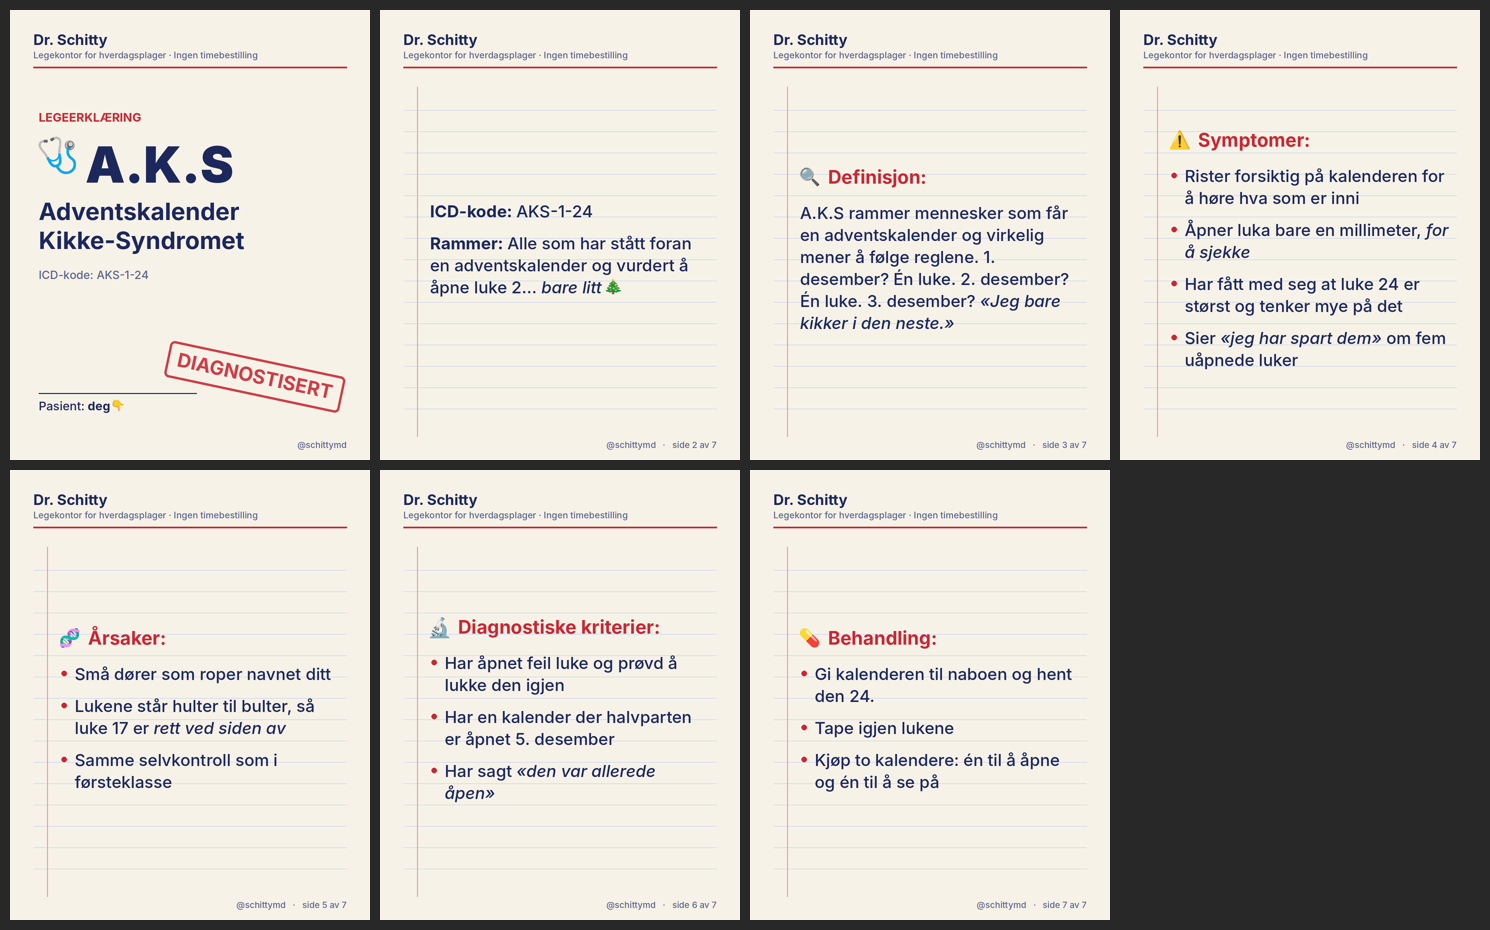 Dr. Schitty
Legekontor for hverdagsplager · Ingen timebestilling
LEGEERKLÆRING
🩺 A.K.S
Adventskalender
Kikke-Syndromet
ICD-kode: AKS-1-24
DIAGNOSTISERT
Pasient: deg👇
@schittymd
Dr. Schitty
Legekontor for hverdagsplager · Ingen timebestilling
ICD-kode: AKS-1-24
Rammer: Alle som har stått foran
en adventskalender og vurdert å
åpne luke 2... bare litt🎄
@schittymd · side 2 av 7
Dr. Schitty
Legekontor for hverdagsplager · Ingen timebestilling
🔍 Definisjon:
A.K.S rammer mennesker som får
en adventskalender og virkelig
mener å følge reglene. 1.
desember? Én luke. 2. desember?
Én luke. 3. desember? «Jeg bare
kikker i den neste.»
@schittymd · side 3 av 7
Dr. Schitty
Legekontor for hverdagsplager · Ingen timebestilling
⚠️ Symptomer:
• Rister forsiktig på kalenderen for
å høre hva som er inni
• Åpner luka bare en millimeter, for
å sjekke
• Har fått med seg at luke 24 er
størst og tenker mye på det
• Sier «jeg har spart dem» om fem
uåpnede luker
@schittymd · side 4 av 7
Dr. Schitty
Legekontor for hverdagsplager · Ingen timebestilling
🧬 Årsaker:
• Små dører som roper navnet ditt
• Lukene står hulter til bulter, så
luke 17 er rett ved siden av
• Samme selvkontroll som i
førsteklasse
@schittymd · side 5 av 7
Dr. Schitty
Legekontor for hverdagsplager · Ingen timebestilling
🔬 Diagnostiske kriterier:
• Har åpnet feil luke og prøvd å
lukke den igjen
• Har en kalender der halvparten
er åpnet 5. desember
• Har sagt «den var allerede
åpen»
@schittymd · side 6 av 7
Dr. Schitty
Legekontor for hverdagsplager · Ingen timebestilling
💊 Behandling:
• Gi kalenderen til naboen og hent
den 24.
• Tape igjen lukene
• Kjøp to kalendere: én til å åpne
og én til å se på
@schittymd · side 7 av 7